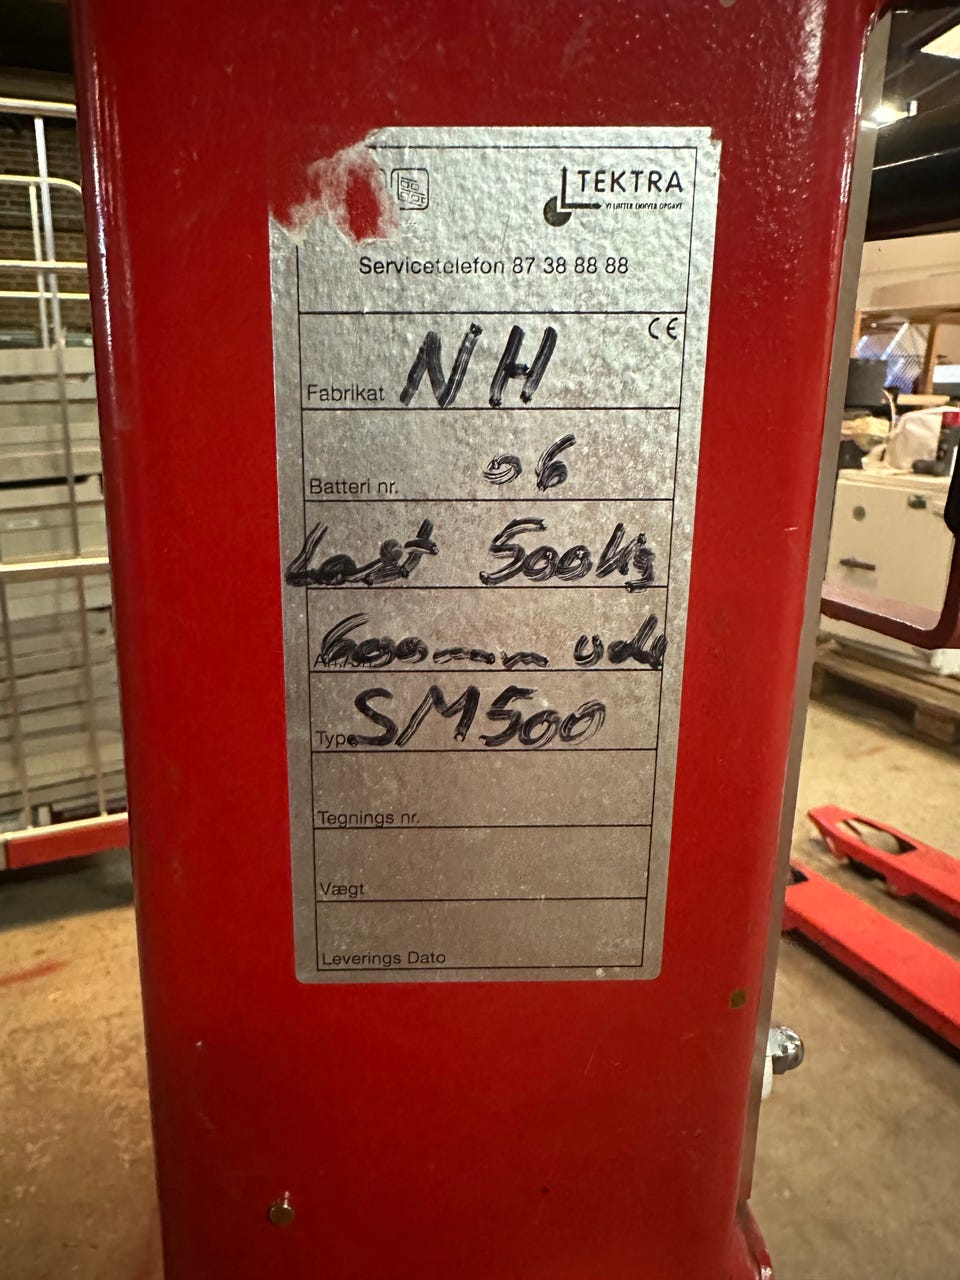 TEKTRA
VI LØFTER ENHVER OPGAVE
Servicetelefon 87 38 88 88
CE
Fabrikat NH
Batteri nr. 06
Last 500kg
600mm ude
Type SM500
Tegnings nr.
Vægt
Leverings Dato